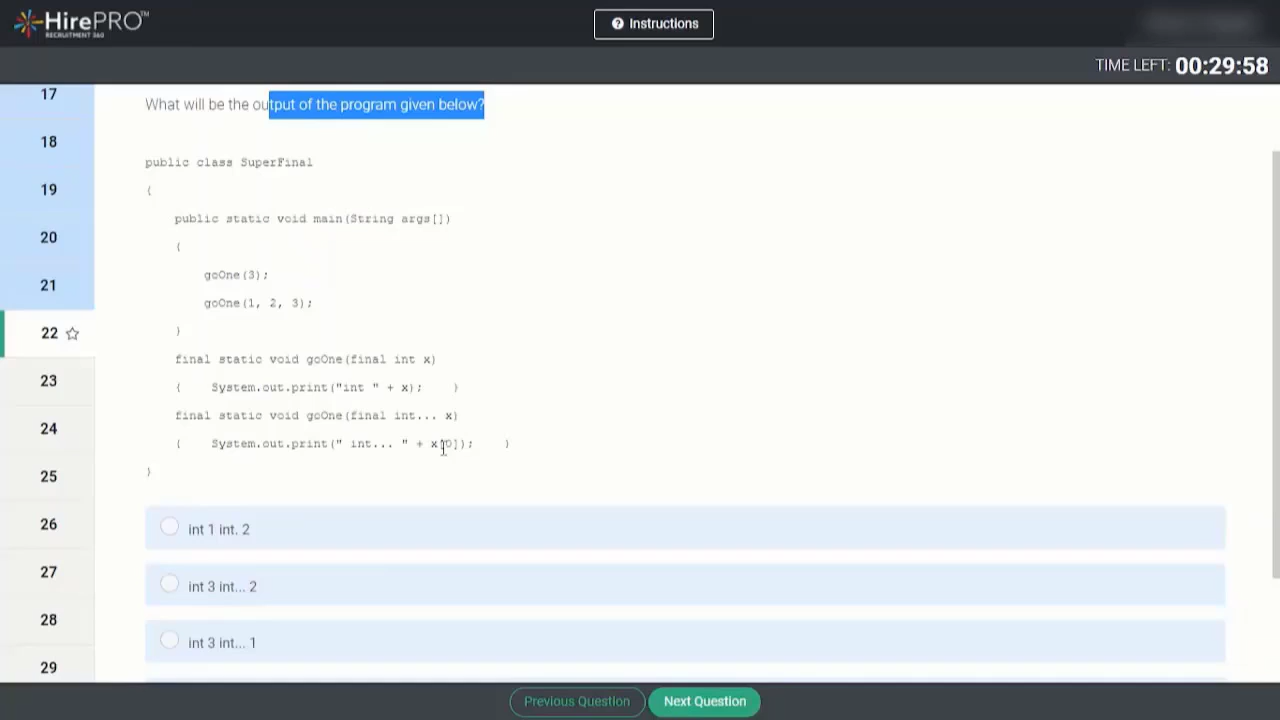 HirePRO™
RECRUITMENT 360
Instructions
TIME LEFT: 00:29:58
17
18
19
20
21
22
23
24
25
26
27
28
29
What will be the output of the program given below?
public class SuperFinal
{
public static void main(String args[])
{
goOne(3);
goOne(1, 2, 3);
}
final static void goOne(final int x)
{ System.out.print("int " + x); }
final static void goOne(final int... x)
{ System.out.print(" int... " + x[0]); }
}
int 1 int. 2
int 3 int... 2
int 3 int... 1
Previous Question
Next Question